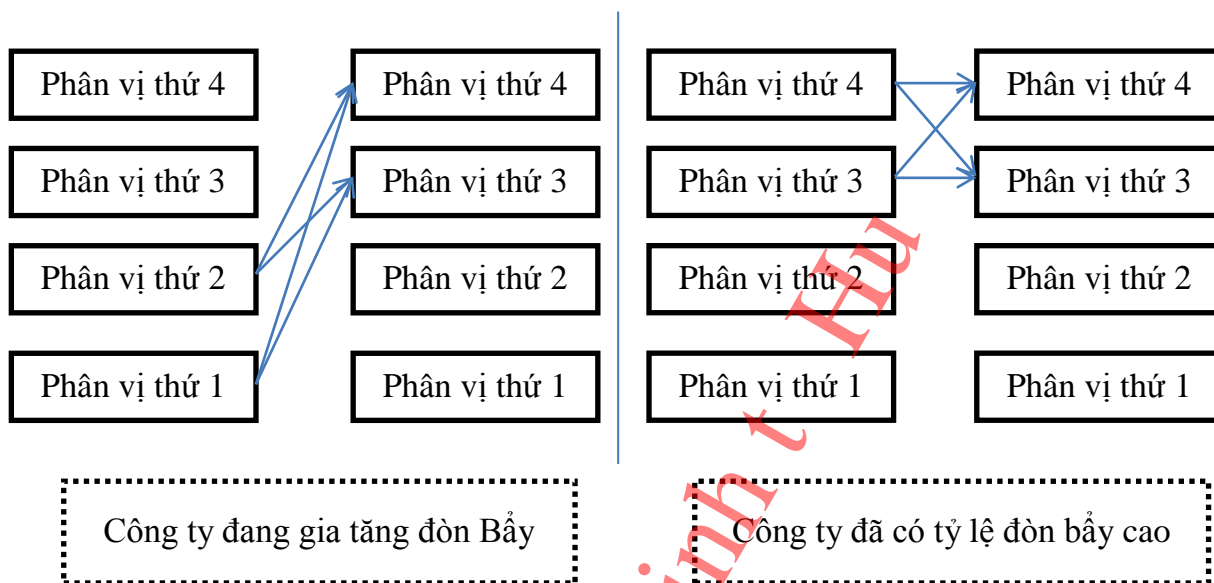 Phân vị thứ 4
Phân vị thứ 4
Phân vị thứ 3
Phân vị thứ 3
Phân vị thứ 2
Phân vị thứ 2
Phân vị thứ 1
Phân vị thứ 1
Công ty đang gia tăng đòn Bẩy
Phân vị thứ 4
Phân vị thứ 4
Phân vị thứ 3
Phân vị thứ 3
Phân vị thứ 2
Phân vị thứ 2
Phân vị thứ 1
Phân vị thứ 1
Công ty đã có tỷ lệ đòn bẩy cao
inh t Hu